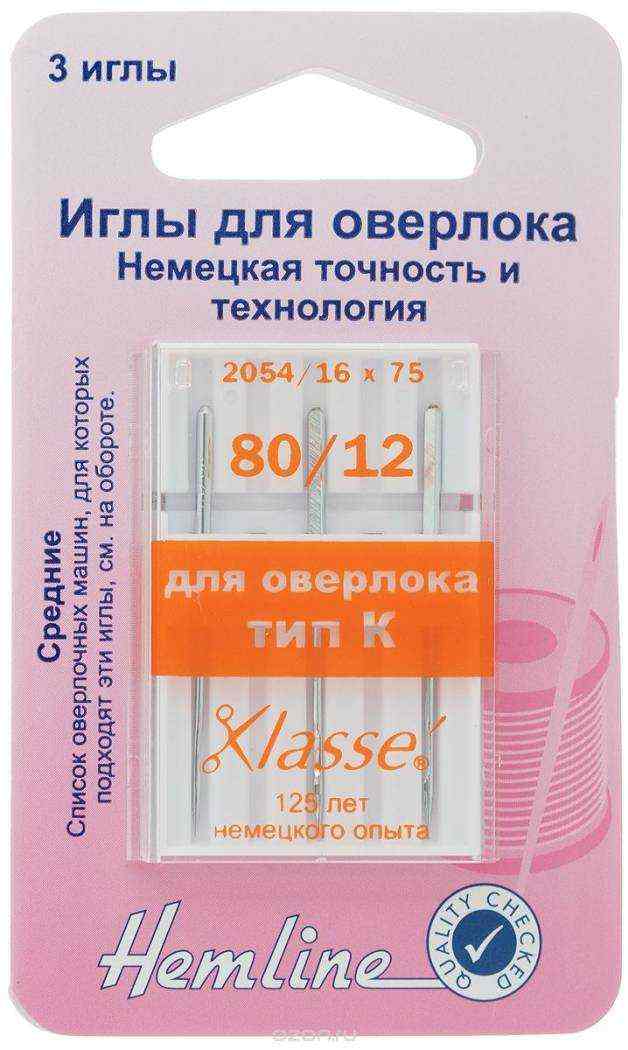 3 иглы
Иглы для оверлока
Немецкая точность и
технология
Средние
Список оверлочных машин, для которых
подходят эти иглы, см. на обороте.
2054/16 x 75
80/12
для оверлока
тип К
Klassé®
125 лет
немецкого опыта
Hemline
QUALITY CHECKED
ozon.ru